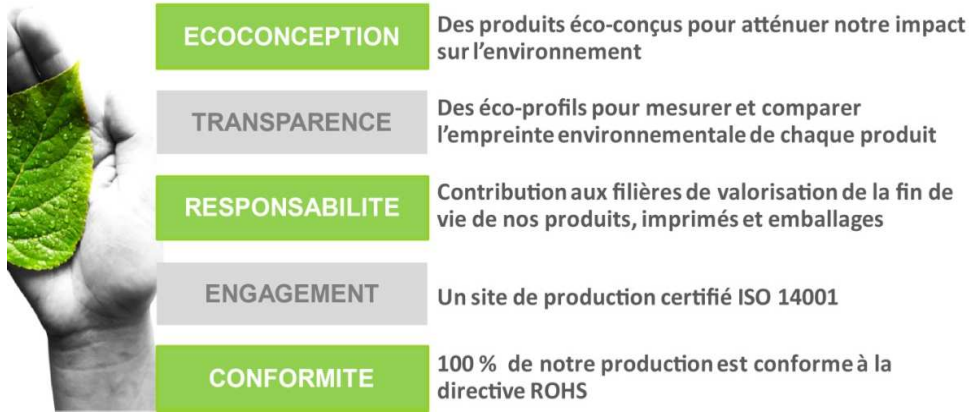 ECOCONCEPTION
Des produits éco-conçus pour atténuer notre impact
sur l'environnement
TRANSPARENCE
Des éco-profils pour mesurer et comparer
l'empreinte environnementale de chaque produit
RESPONSABILITE
Contribution aux filières de valorisation de la fin de
vie de nos produits, imprimés et emballages
ENGAGEMENT
Un site de production certifié ISO 14001
CONFORMITE
100 % de notre production est conforme à la
directive ROHS